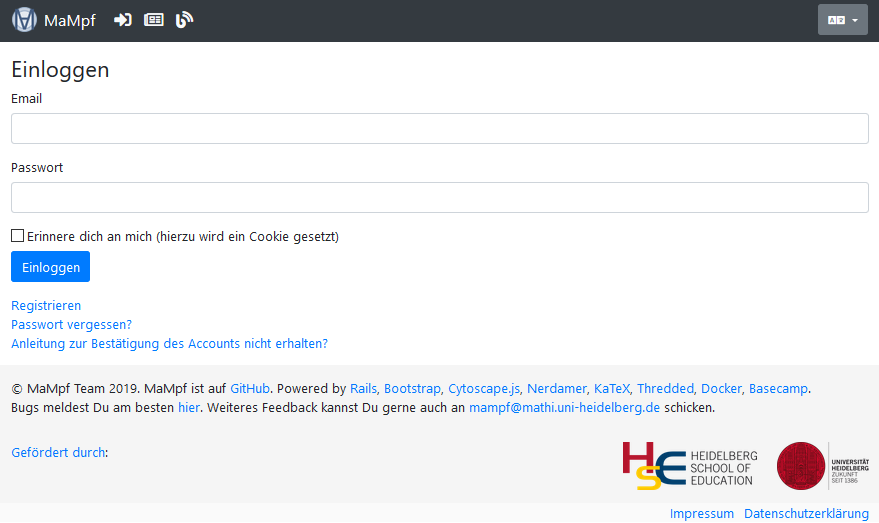 MaMpf
Einloggen
Email
Passwort
Erinnere dich an mich (hierzu wird ein Cookie gesetzt)
Einloggen
Registrieren
Passwort vergessen?
Anleitung zur Bestätigung des Accounts nicht erhalten?
© MaMpf Team 2019. MaMpf ist auf GitHub. Powered by Rails, Bootstrap, Cytoscape.js, Nerdamer, KaTeX, Thredded, Docker, Basecamp.
Bugs meldest Du am besten hier. Weiteres Feedback kannst Du gerne auch an mampf@mathi.uni-heidelberg.de schicken.
Gefördert durch:
HSE
HEIDELBERG
SCHOOL OF
EDUCATION
UNIVERSITÄT
HEIDELBERG
ZUKUNFT
SEIT 1386
Impressum Datenschutzerklärung